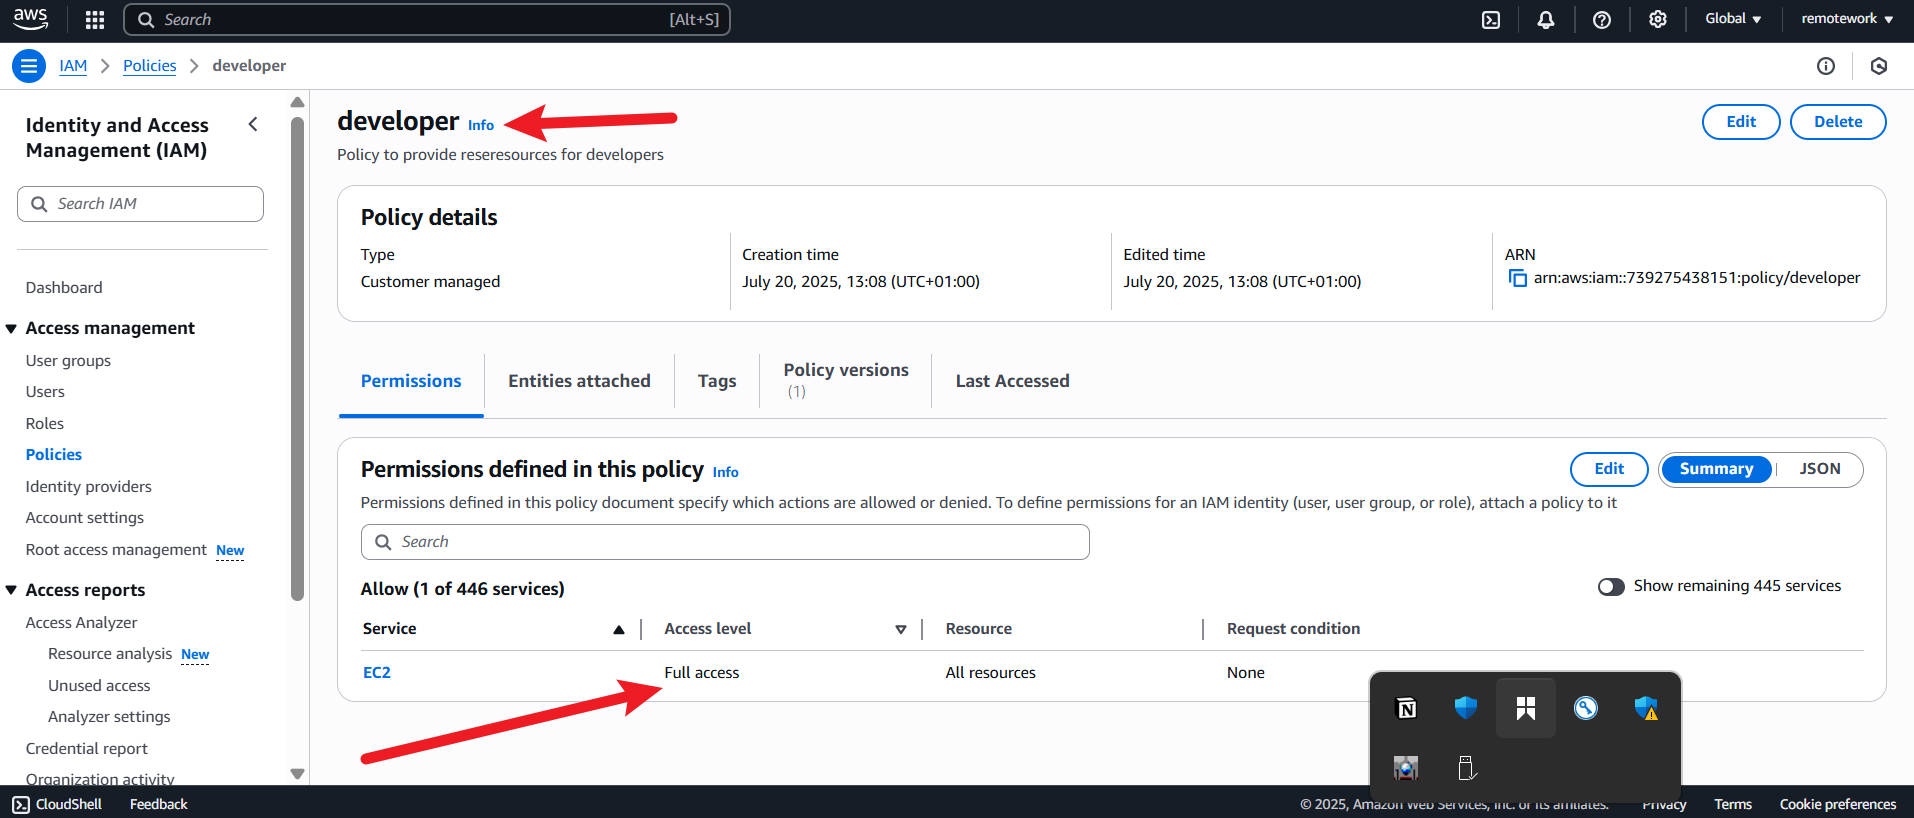 aws
Search [Alt+S]
Global
remotework
IAM
Policies
developer
Identity and Access
Management (IAM)
Search IAM
Dashboard
Access management
User groups
Users
Roles
Policies
Identity providers
Account settings
Root access management New
Access reports
Access Analyzer
Resource analysis New
Unused access
Analyzer settings
Credential report
Organization activity
developer Info
Edit
Delete
Policy to provide reseresources for developers
Policy details
Type
Customer managed
Creation time
July 20, 2025, 13:08 (UTC+01:00)
Edited time
July 20, 2025, 13:08 (UTC+01:00)
ARN
arn:aws:iam::739275438151:policy/developer
Permissions
Entities attached
Tags
Policy versions
(1)
Last Accessed
Permissions defined in this policy Info
Edit
Summary
JSON
Permissions defined in this policy document specify which actions are allowed or denied. To define permissions for an IAM identity (user, user group, or role), attach a policy to it
Search
Allow (1 of 446 services)
Show remaining 445 services
Service
Access level
Resource
Request condition
EC2
Full access
All resources
None
CloudShell
Feedback
© 2025, Amazon Web Services, Inc. or its affiliates.
Privacy
Terms
Cookie preferences